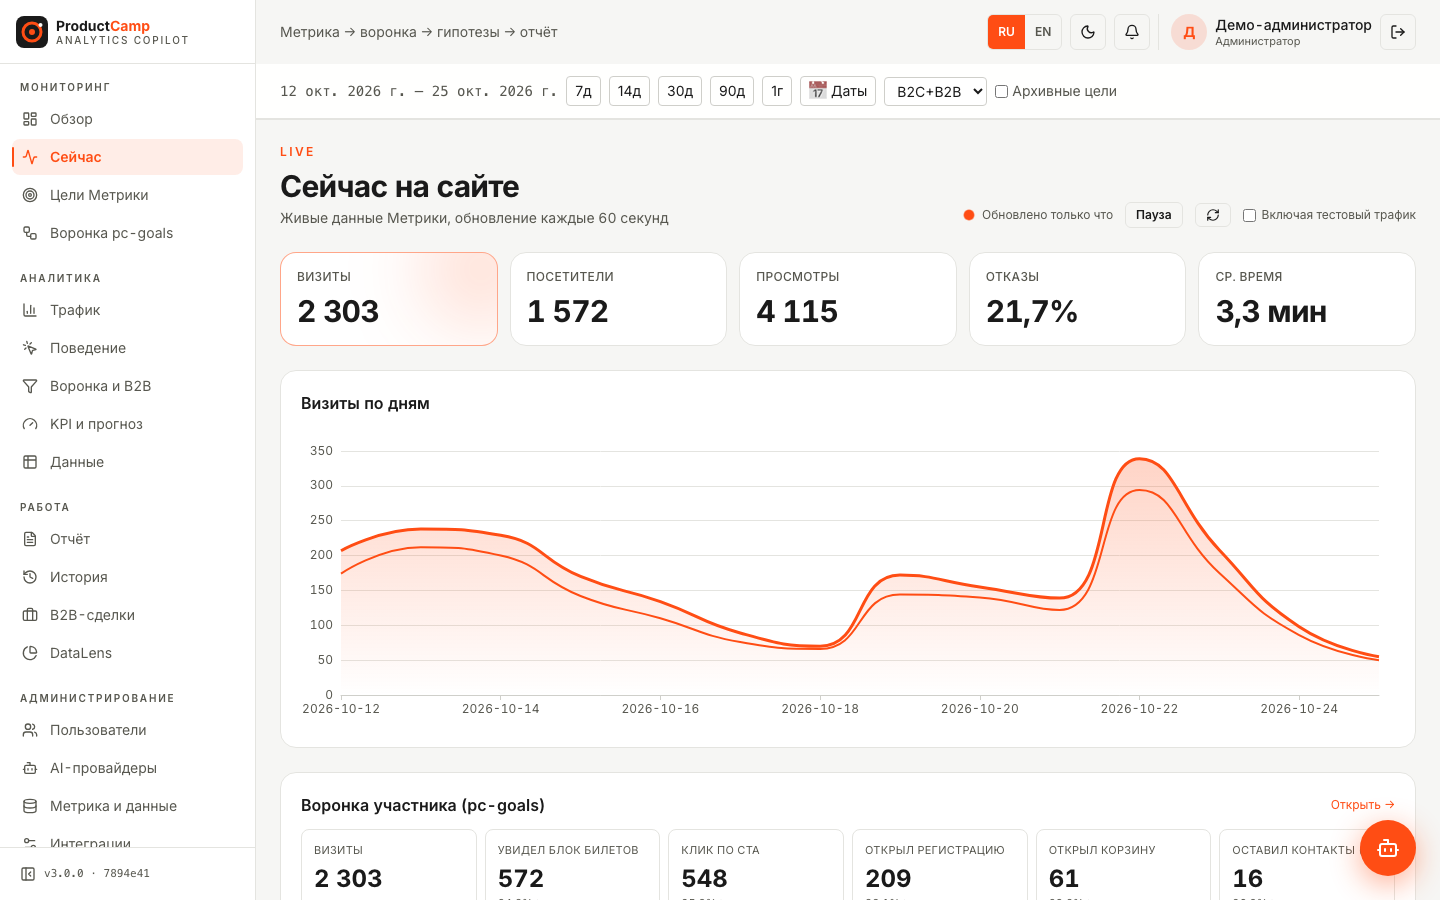 ProductCamp
ANALYTICS COPILOT
МОНИТОРИНГ
Обзор
Сейчас
Цели Метрики
Воронка pc-goals
АНАЛИТИКА
Трафик
Поведение
Воронка и B2B
KPI и прогноз
Данные
РАБОТА
Отчёт
История
B2B-сделки
DataLens
АДМИНИСТРИРОВАНИЕ
Пользователи
AI-провайдеры
Метрика и данные
Интеграции
v3.0.0 · 7894e41
Метрика → воронка → гипотезы → отчёт
RU EN
Д
Демо-администратор
Администратор
12 окт. 2026 г. — 25 окт. 2026 г. 7д 14д 30д 90д 1г 📅 Даты B2C+B2B Архивные цели
LIVE
Сейчас на сайте
Живые данные Метрики, обновление каждые 60 секунд
Обновлено только что Пауза Включая тестовый трафик
ВИЗИТЫ
2 303
ПОСЕТИТЕЛИ
1 572
ПРОСМОТРЫ
4 115
ОТКАЗЫ
21,7%
СР. ВРЕМЯ
3,3 мин
Визиты по дням
350
300
250
200
150
100
50
0
2026-10-12 2026-10-14 2026-10-16 2026-10-18 2026-10-20 2026-10-22 2026-10-24
Воронка участника (pc-goals)
Открыть →
ВИЗИТЫ
2 303
УВИДЕЛ БЛОК БИЛЕТОВ
572
КЛИК ПО CTA
548
ОТКРЫЛ РЕГИСТРАЦИЮ
209
ОТКРЫЛ КОРЗИНУ
61
ОСТАВИЛ КОНТАКТЫ
16